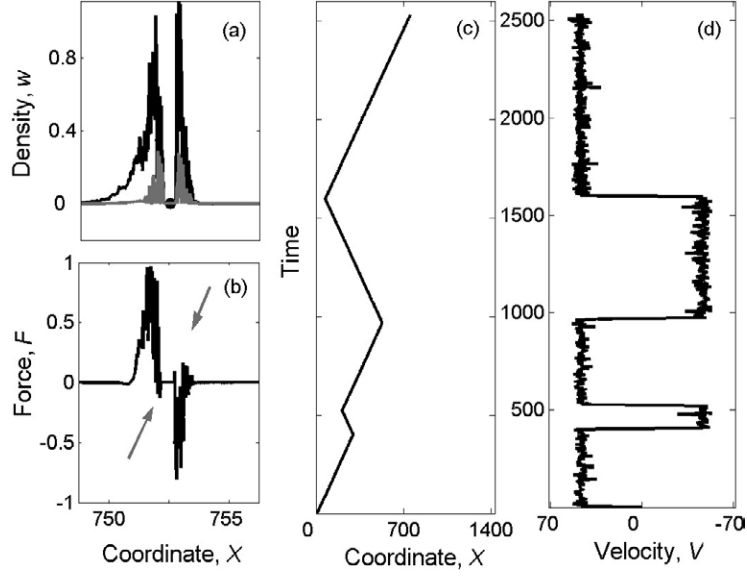 (a)
Density, w
0.8
0.4
0
(b)
Force, F
1
0.5
0
-0.5
-1
750
755
Coordinate, X
(c)
Time
0
700
1400
Coordinate, X
(d)
2500
2000
1500
1000
500
70
0
-70
Velocity, V